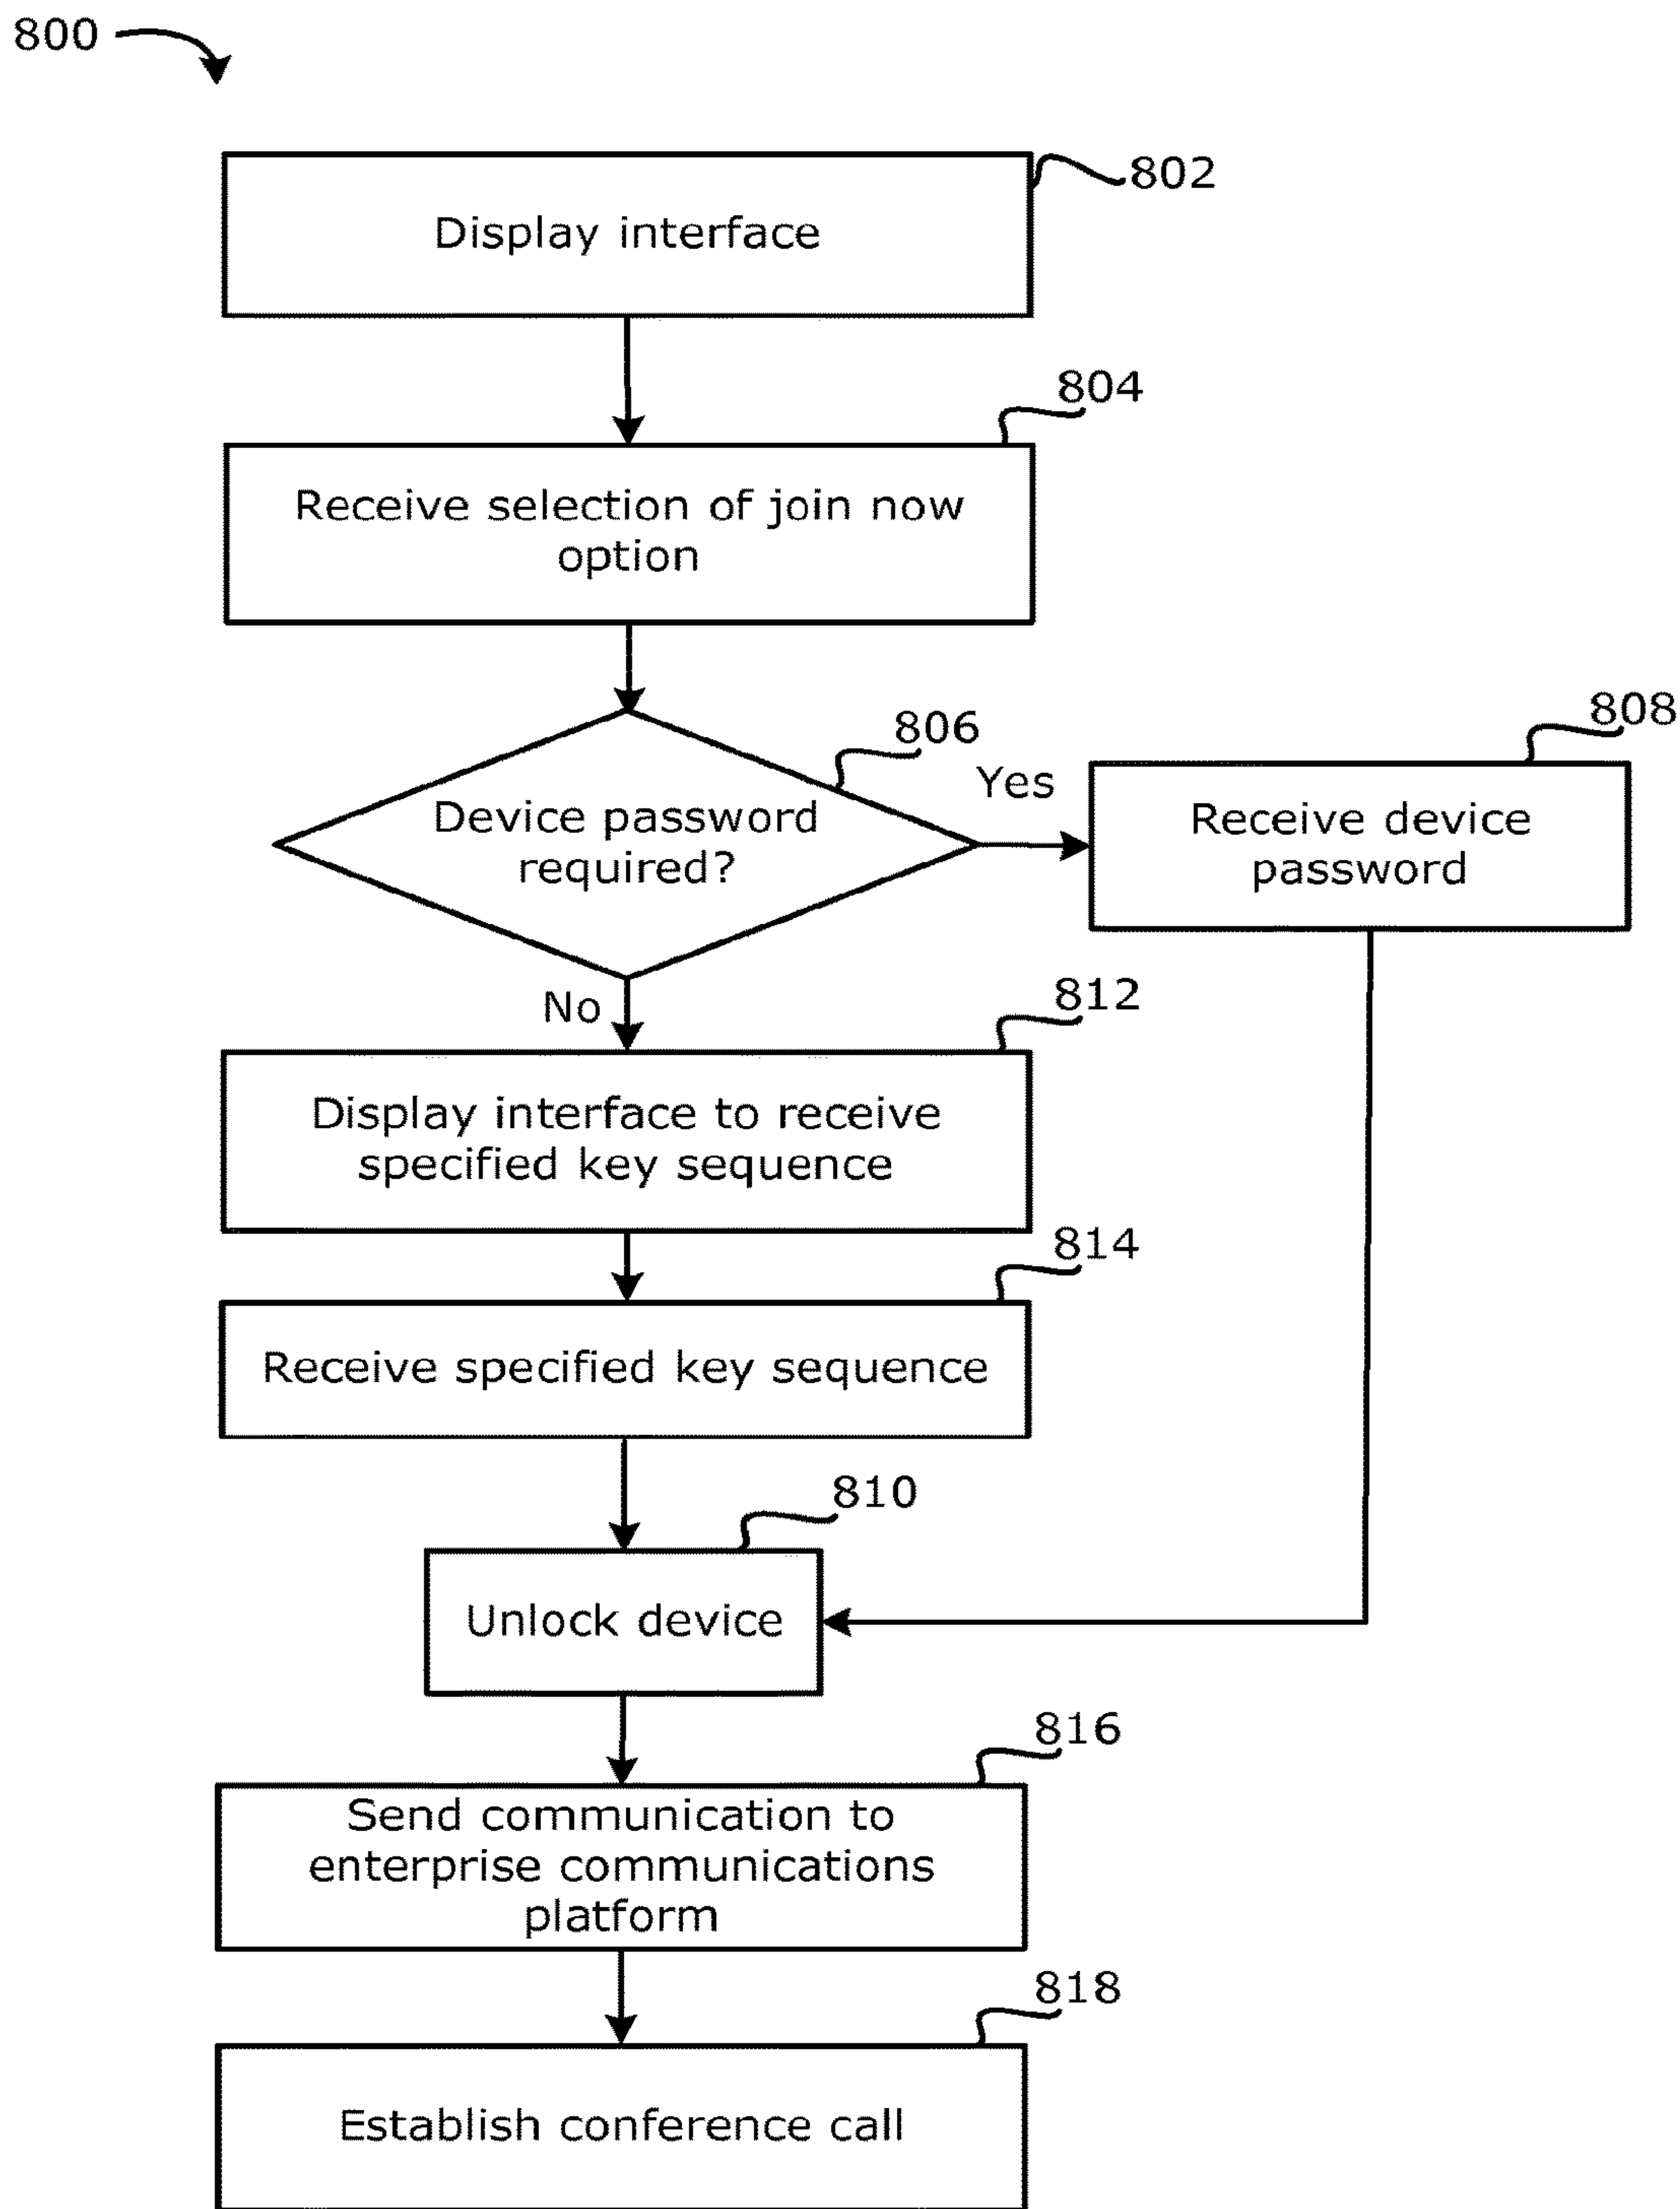 800
802
Display interface
804
Receive selection of join now
option
806
Device password
required?
Yes
808
Receive device
password
No
812
Display interface to receive
specified key sequence
814
Receive specified key sequence
810
Unlock device
816
Send communication to
enterprise communications
platform
818
Establish conference call